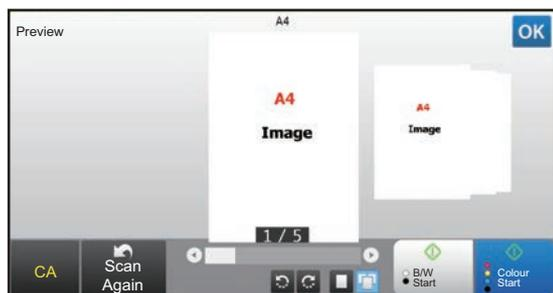 A4
Preview
OK
A4
Image
A4
Image
1 / 5
CA
Scan
Again
B/W
Start
Colour
Start